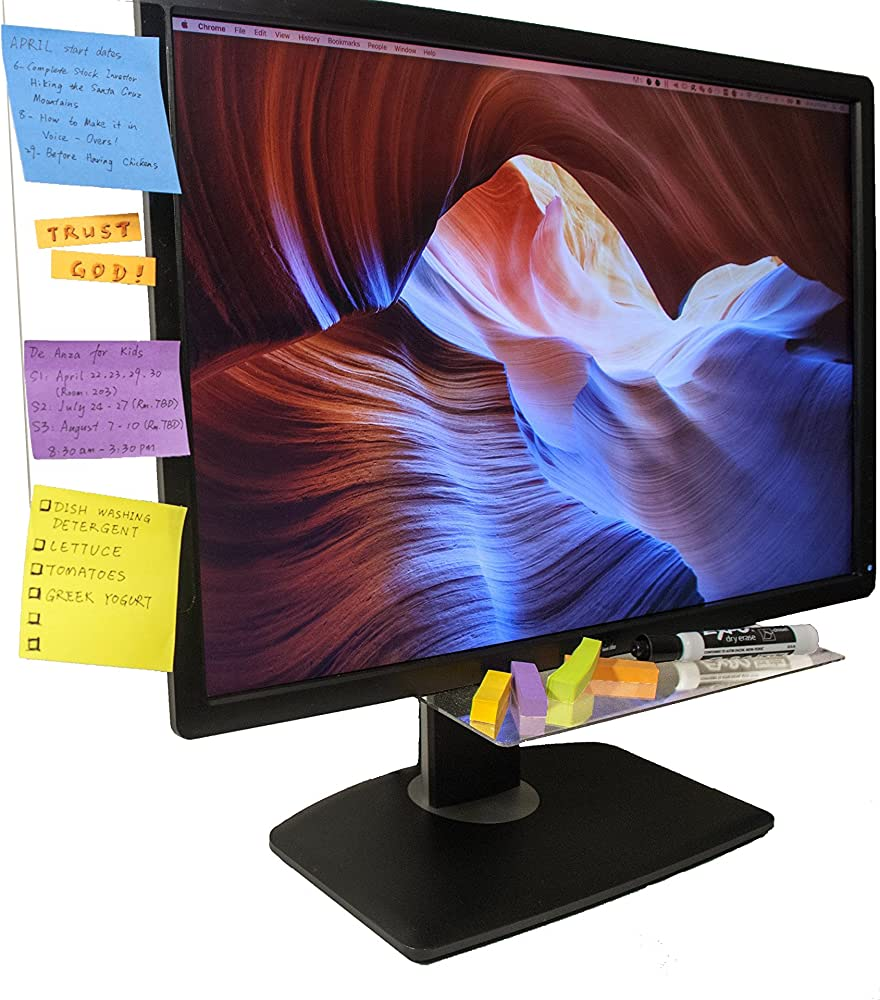 Chrome File Edit View History Bookmarks People Window Help
APRIL start dates
6- Complete Stock Investor
Hiking the Santa Cruz
Mountains
8- How to Make it in
Voice - Overs!
29- Before Having Chickens
TRUST
GOD!
De Anza for Kids
S1: April 22.23.29.30
(Room: 203)
S2: July 24 - 27 (Rm.TBD)
S3: August 7 - 10 (Rm.TBD)
8:30 am - 3:30 pm
DISH WASHING
DETERGENT
LETTUCE
TOMATOES
GREEK YOGURT
dry erase